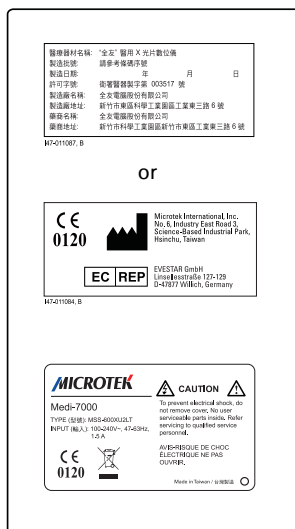 醫療器材名稱: “全友” 醫用 X 光片數位儀
製造批號: 請參考條碼序號
製造日期: 年 月 日
許可字號: 衛署醫器製字第 003517 號
製造廠名稱: 全友電腦股份有限公司
製造廠地址: 新竹市東區科學工業園區工業東三路 6 號
藥商名稱: 全友電腦股份有限公司
藥商地址: 新竹市科學工業園區新竹市東區工業東三路 6 號
I47-011087, B
or
CE
0120
Microtek International, Inc.
No, 6, Industry East Road 3,
Science-Based Industrial Park,
Hsinchu, Taiwan
EC REP
EVESTAR GmbH
Linsellesstraße 127-129
D-47877 Willich, Germany
I47-011084, B
MICROTEK
Medi-7000
TYPE (型號): MSS-600XU2LT
INPUT (輸入): 100-240V~, 47-63Hz,
1.5 A
CE
0120
CAUTION
To prevent electrical shock, do
not remove cover. No user
serviceable parts inside. Refer
servicing to qualified service
personnel.
AVIS-RISQUE DE CHOC
ÉLECTRIQUE NE PAS
OUVRIR.
Made in Taiwan / 台灣製造